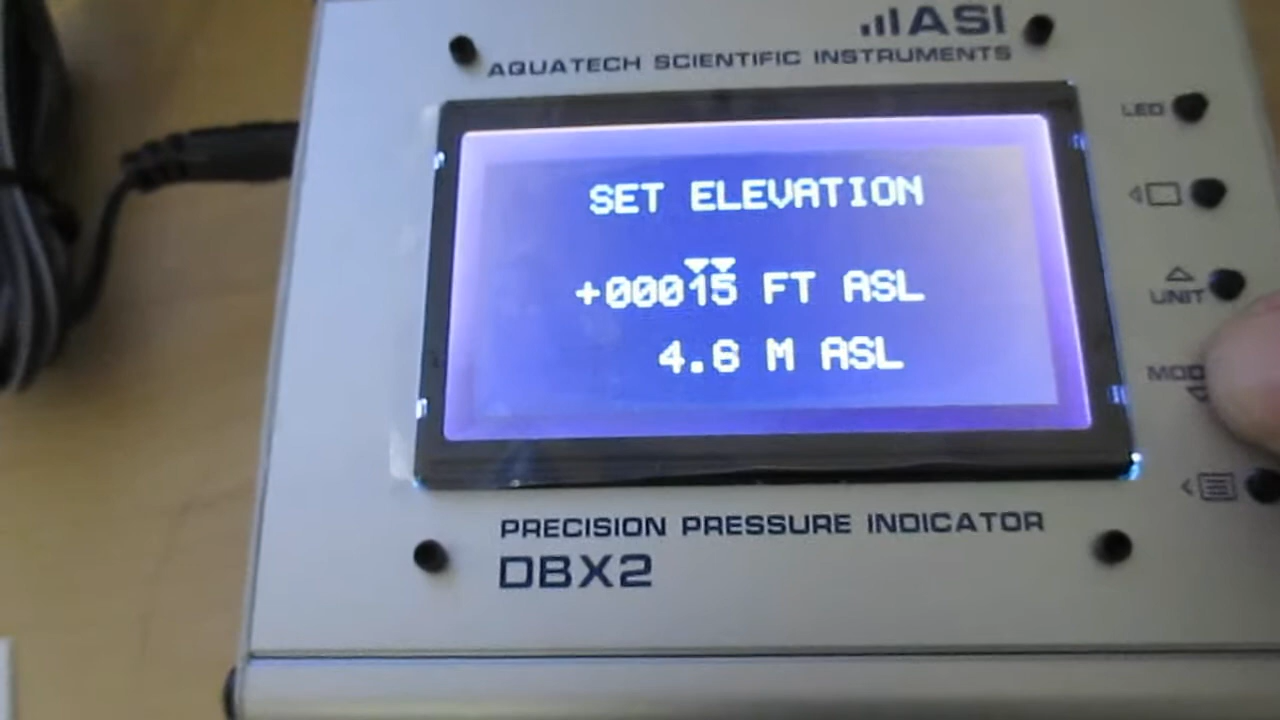 ASI
AQUATECH SCIENTIFIC INSTRUMENTS
LED
SET ELEVATION
+00015 FT ASL
UNIT
4.6 M ASL
PRECISION PRESSURE INDICATOR
DBX2